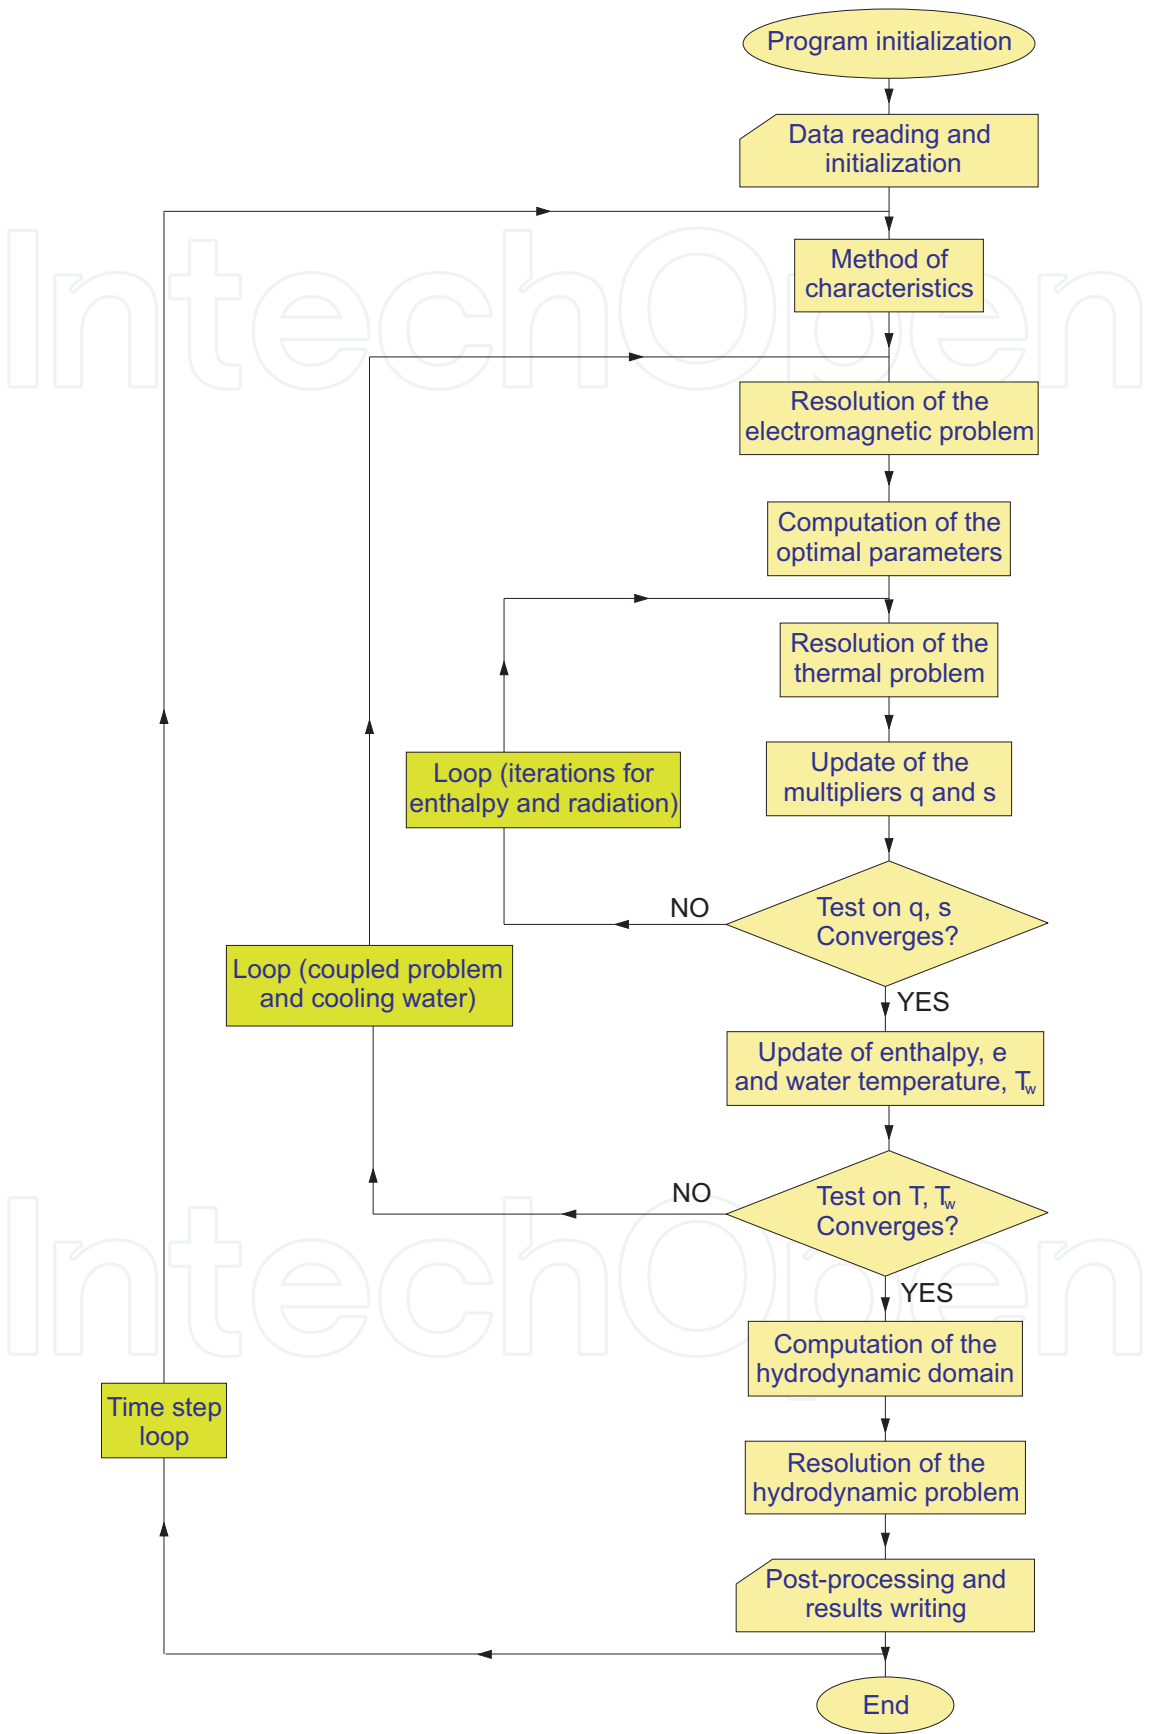 Program initialization
Data reading and
initialization
Method of
characteristics
IntechOpen
Resolution of the
electromagnetic problem
Computation of the
optimal parameters
Resolution of the
thermal problem
Update of the
multipliers q and s
Loop (iterations for
enthalpy and radiation)
Test on q, s
Converges?
NO
YES
Loop (coupled problem
and cooling water)
Update of enthalpy, e
and water temperature, Tw
Test on T, Tw
Converges?
NO
YES
IntechOpen
Computation of the
hydrodynamic domain
Time step
loop
Resolution of the
hydrodynamic problem
Post-processing and
results writing
End